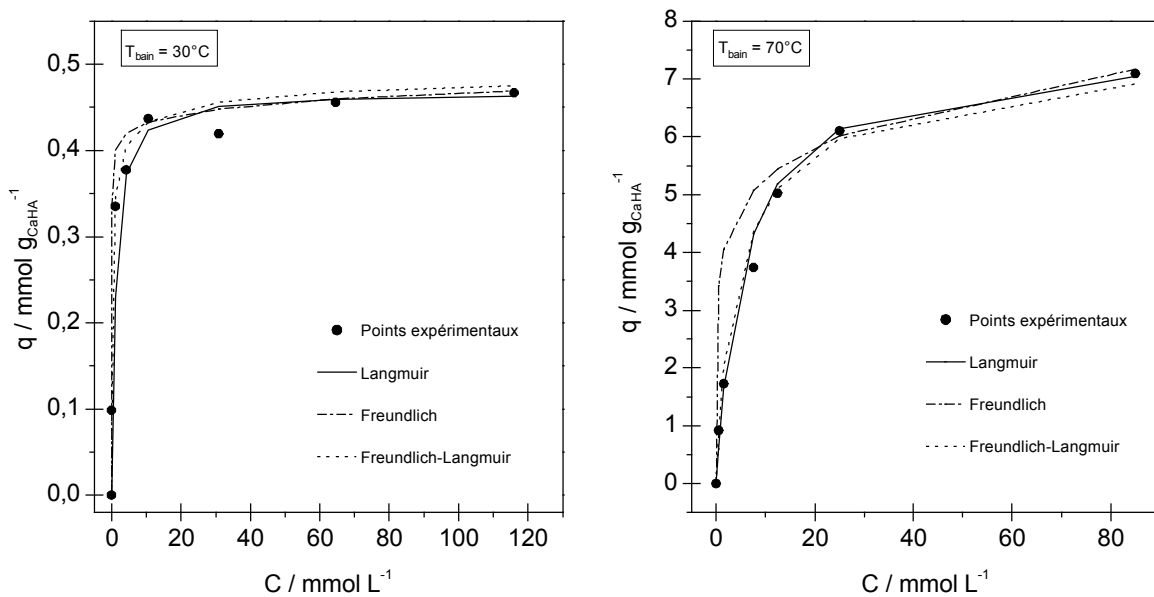 T_bain = 30°C
0,5
0,4
0,3
0,2
0,1
0,0
q / mmol g_CaHA^-1
Points expérimentaux
Langmuir
Freundlich
Freundlich-Langmuir
0 20 40 60 80 100 120
C / mmol L^-1
T_bain = 70°C
8
7
6
5
4
3
2
1
0
q / mmol g_CaHA^-1
Points expérimentaux
Langmuir
Freundlich
Freundlich-Langmuir
0 20 40 60 80
C / mmol L^-1